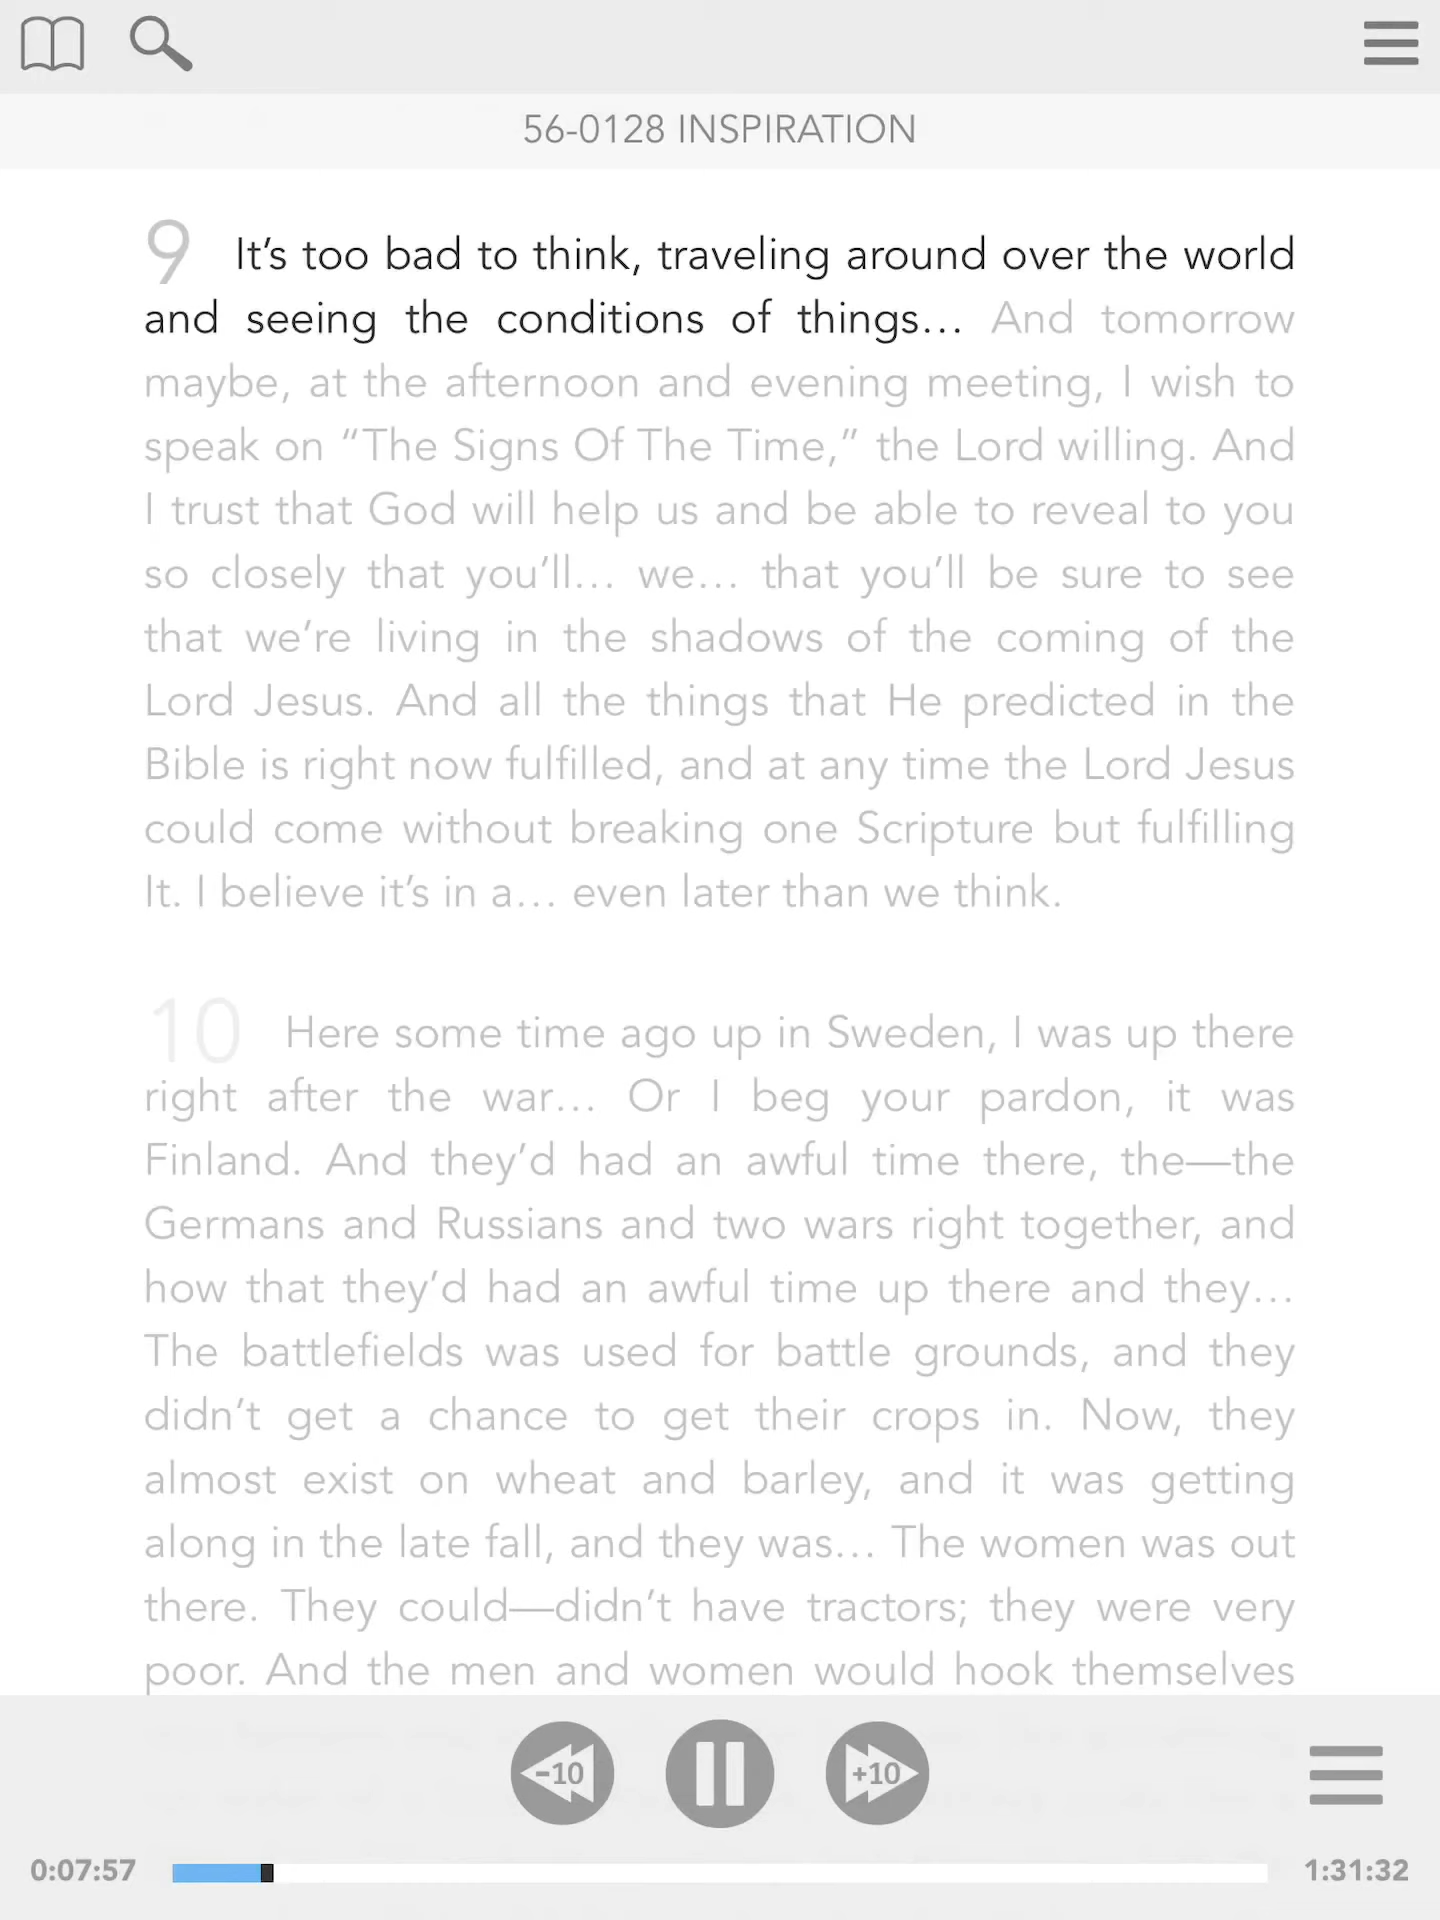 56-0128 INSPIRATION
9 It’s too bad to think, traveling around over the world
and seeing the conditions of things… And tomorrow
maybe, at the afternoon and evening meeting, I wish to
speak on “The Signs Of The Time,” the Lord willing. And
I trust that God will help us and be able to reveal to you
so closely that you’ll… we… that you’ll be sure to see
that we’re living in the shadows of the coming of the
Lord Jesus. And all the things that He predicted in the
Bible is right now fulfilled, and at any time the Lord Jesus
could come without breaking one Scripture but fulfilling
It. I believe it’s in a… even later than we think.
10 Here some time ago up in Sweden, I was up there
right after the war… Or I beg your pardon, it was
Finland. And they’d had an awful time there, the—the
Germans and Russians and two wars right together, and
how that they’d had an awful time up there and they…
The battlefields was used for battle grounds, and they
didn’t get a chance to get their crops in. Now, they
almost exist on wheat and barley, and it was getting
along in the late fall, and they was… The women was out
there. They could—didn’t have tractors; they were very
poor. And the men and women would hook themselves
-10 +10
0:07:57 1:31:32